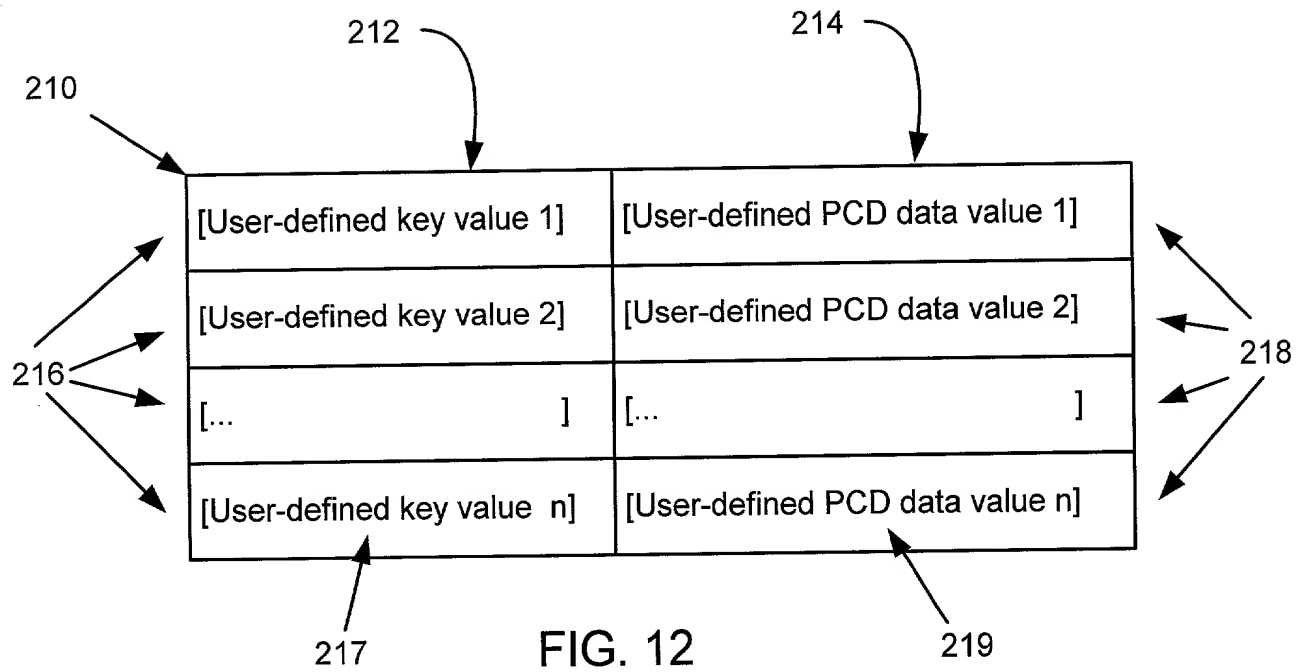 212
214
210
[User-defined key value 1] [User-defined PCD data value 1]
[User-defined key value 2] [User-defined PCD data value 2]
216
218
[... ] [... ]
[User-defined key value n] [User-defined PCD data value n]
217
FIG. 12
219